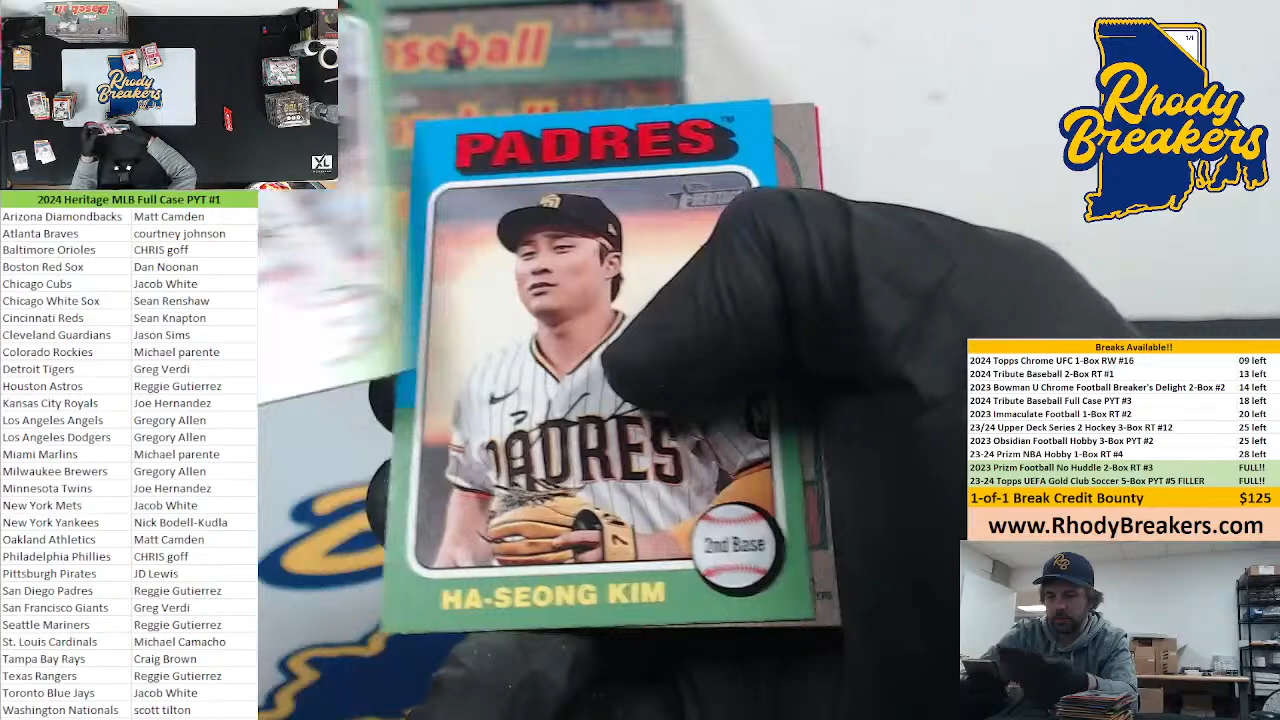 Rhody
Breakers
XL
2024 Heritage MLB Full Case PYT #1
Arizona Diamondbacks Matt Camden
Atlanta Braves courtney johnson
Baltimore Orioles CHRIS goff
Boston Red Sox Dan Noonan
Chicago Cubs Jacob White
Chicago White Sox Sean Renshaw
Cincinnati Reds Sean Knapton
Cleveland Guardians Jason Sims
Colorado Rockies Michael parente
Detroit Tigers Greg Verdi
Houston Astros Reggie Gutierrez
Kansas City Royals Joe Hernandez
Los Angeles Angels Gregory Allen
Los Angeles Dodgers Gregory Allen
Miami Marlins Michael parente
Milwaukee Brewers Gregory Allen
Minnesota Twins Joe Hernandez
New York Mets Jacob White
New York Yankees Nick Bodell-Kudla
Oakland Athletics Matt Camden
Philadelphia Phillies CHRIS goff
Pittsburgh Pirates JD Lewis
San Diego Padres Reggie Gutierrez
San Francisco Giants Greg Verdi
Seattle Mariners Reggie Gutierrez
St. Louis Cardinals Michael Camacho
Tampa Bay Rays Craig Brown
Texas Rangers Reggie Gutierrez
Toronto Blue Jays Jacob White
Washington Nationals scott tilton
baseball
PADRES™
PADRES
2nd Base
HA-SEONG KIM
1/1
Rhody
Breakers
Breaks Available!!
2024 Topps Chrome UFC 1-Box RW #16 09 left
2024 Tribute Baseball 2-Box RT #1 13 left
2023 Bowman U Chrome Football Breaker's Delight 2-Box #2 14 left
2024 Tribute Baseball Full Case PYT #3 18 left
2023 Immaculate Football 1-Box RT #2 20 left
23/24 Upper Deck Series 2 Hockey 3-Box RT #12 25 left
2023 Obsidian Football Hobby 3-Box PYT #2 25 left
23-24 Prizm NBA Hobby 1-Box RT #4 28 left
2023 Prizm Football No Huddle 2-Box RT #3 FULL!!
23-24 Topps UEFA Gold Club Soccer 5-Box PYT #5 FILLER FULL!!
1-of-1 Break Credit Bounty $125
www.RhodyBreakers.com
RB